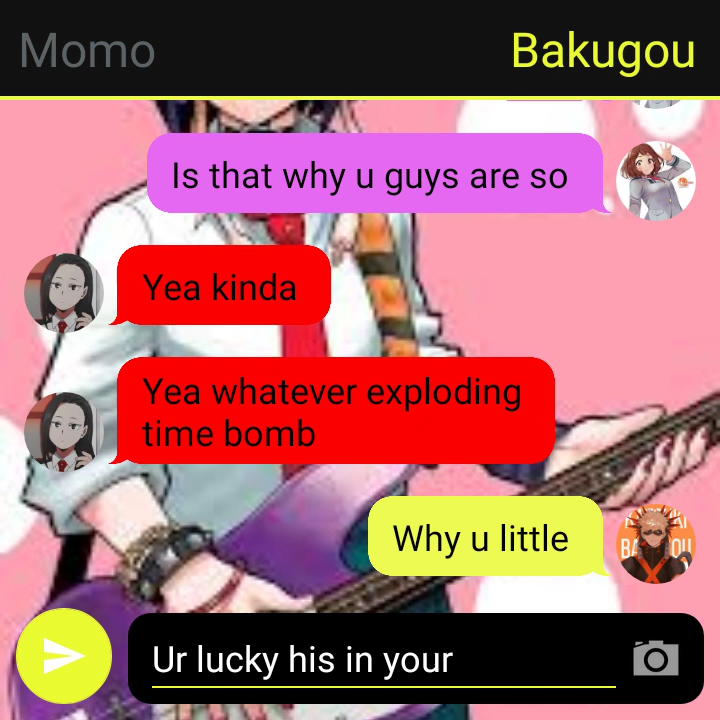 Momo
Bakugou
Is that why u guys are so
Yea kinda
Yea whatever exploding
time bomb
Why u little
Ur lucky his in your